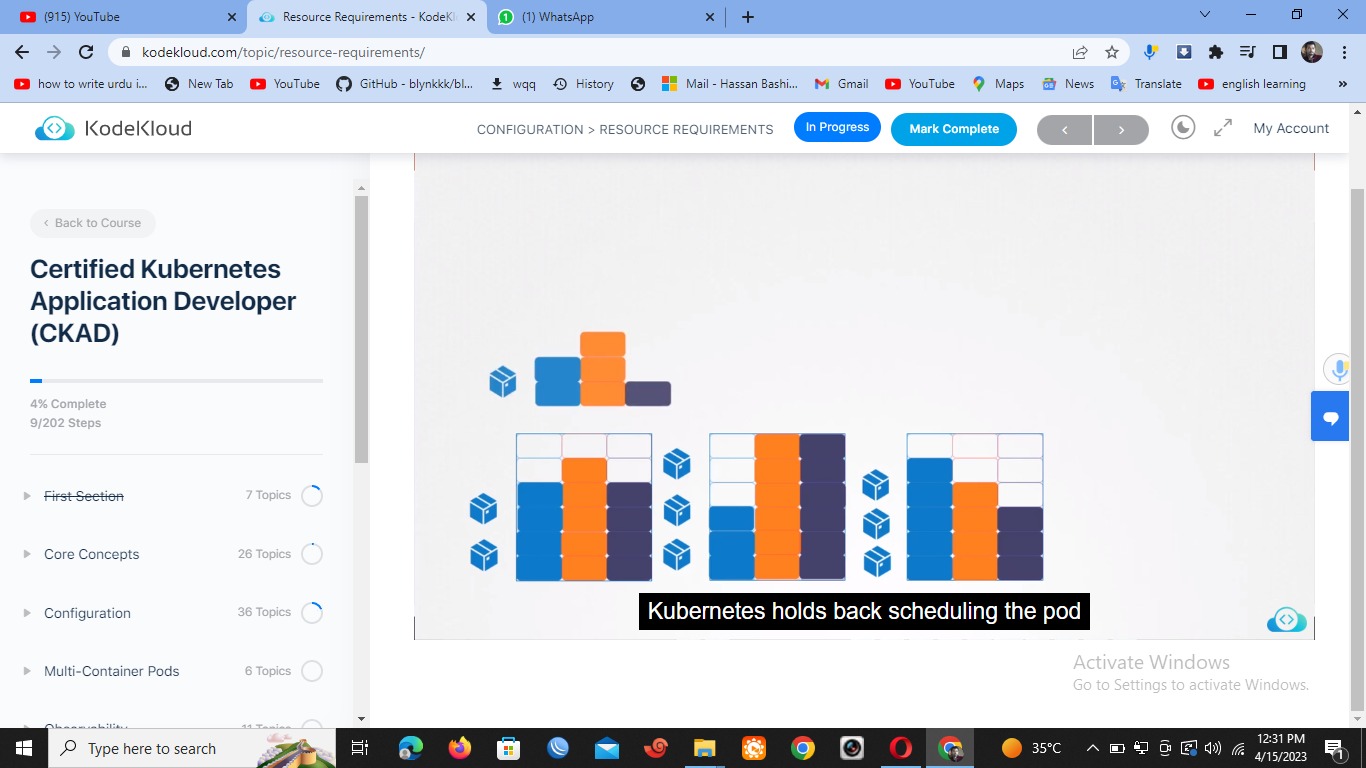 (915) YouTube
Resource Requirements - KodeKl
(1) WhatsApp
kodekloud.com/topic/resource-requirements/
how to write urdu i...
New Tab
YouTube
GitHub - blynkkk/bl...
wqq
History
Mail - Hassan Bashi...
Gmail
YouTube
Maps
News
Translate
english learning
»
KodeKloud
CONFIGURATION > RESOURCE REQUIREMENTS
In Progress
Mark Complete
My Account
Back to Course
Certified Kubernetes
Application Developer
(CKAD)
4% Complete
9/202 Steps
First Section
7 Topics
Core Concepts
26 Topics
Configuration
36 Topics
Multi-Container Pods
6 Topics
Observability
11 Topics
Kubernetes holds back scheduling the pod
Activate Windows
Go to Settings to activate Windows.
Type here to search
35°C
12:31 PM
4/15/2023
1